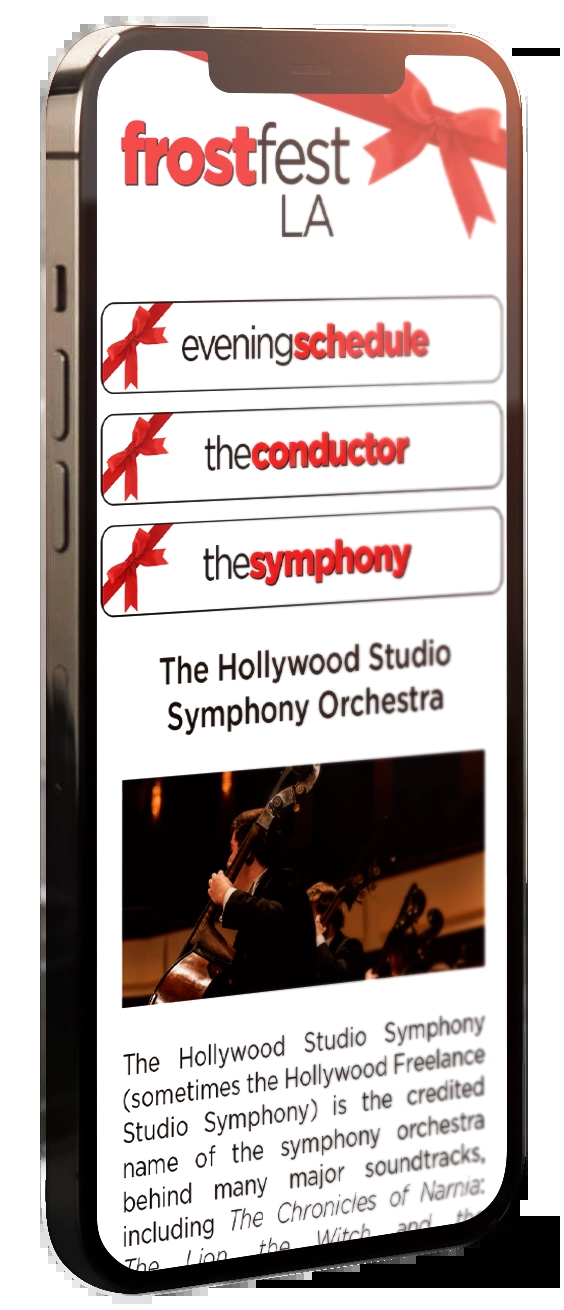 frostfest
LA
eveningschedule
theconductor
thesymphony
The Hollywood Studio
Symphony Orchestra
The Hollywood Studio Symphony
(sometimes the Hollywood Freelance
Studio Symphony) is the credited
name of the symphony orchestra
behind many major soundtracks,
including The Chronicles of Narnia:
The Lion, the Witch and the